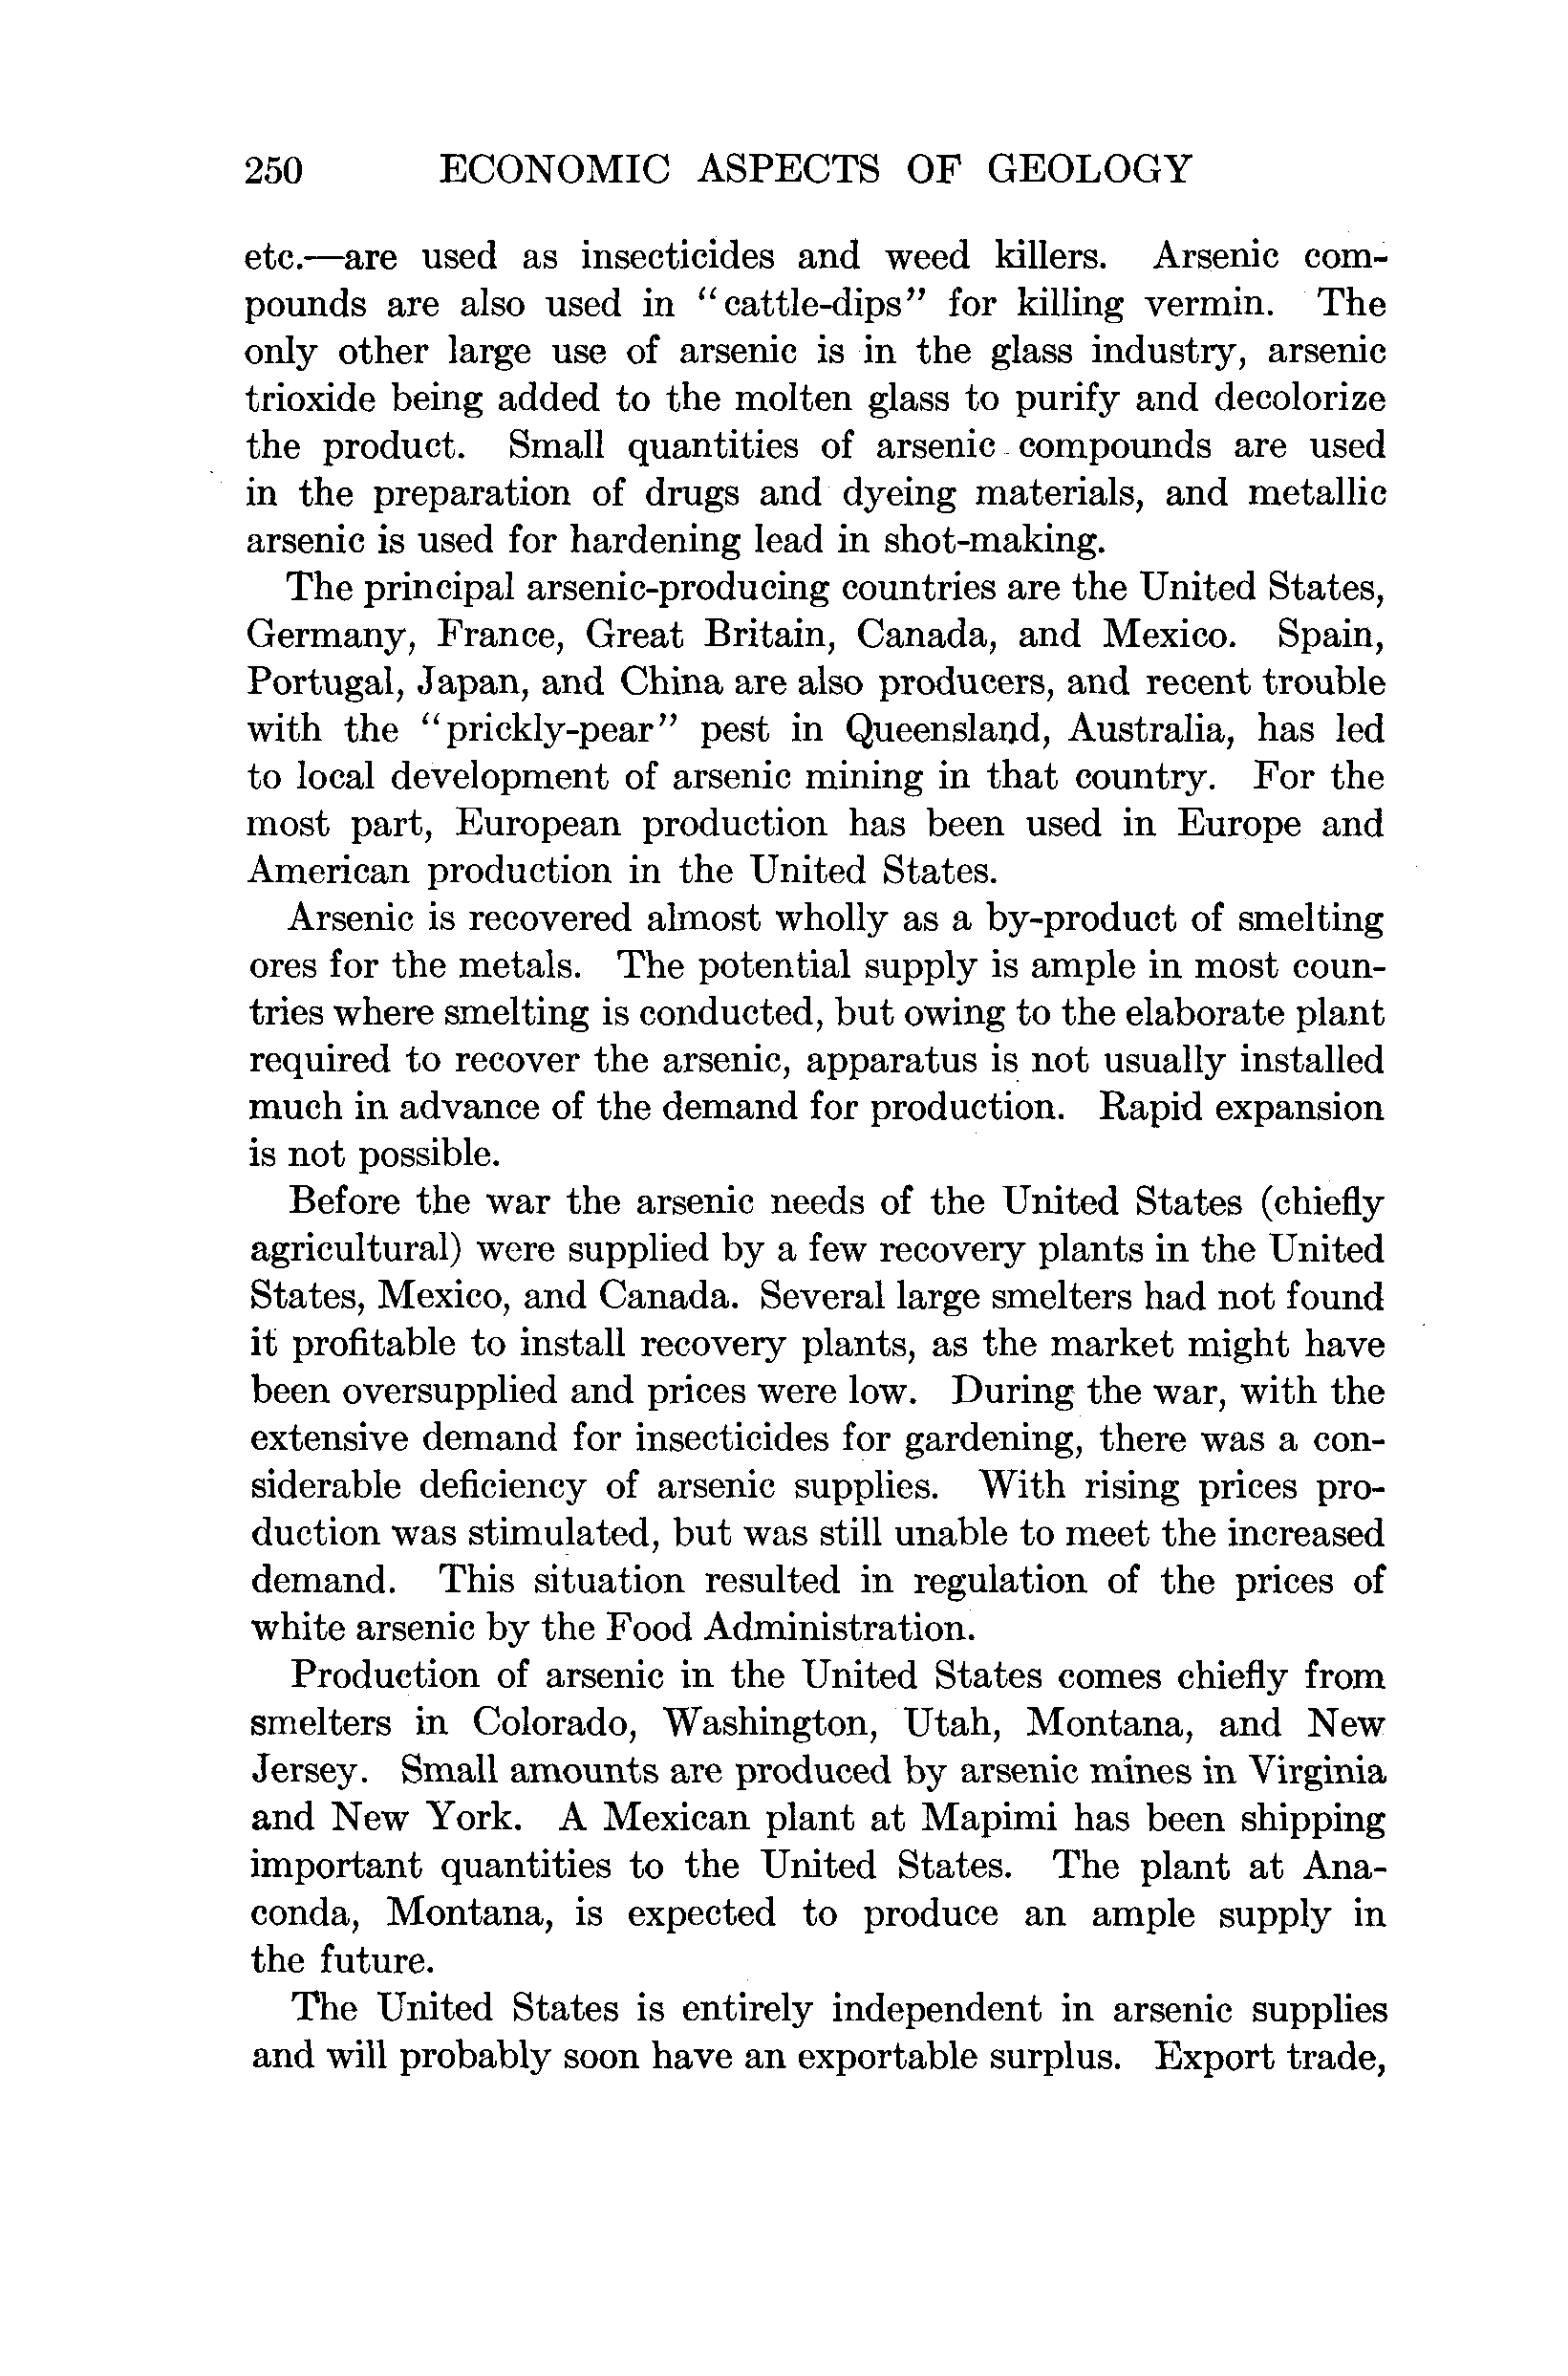 250 ECONOMIC ASPECTS OF GEOLOGY
etc.—are used as insecticides and weed killers. Arsenic com-
pounds are also used in “cattle-dips” for killing vermin. The
only other large use of arsenic is in the glass industry, arsenic
trioxide being added to the molten glass to purify and decolorize
the product. Small quantities of arsenic compounds are used
in the preparation of drugs and dyeing materials, and metallic
arsenic is used for hardening lead in shot-making.
The principal arsenic-producing countries are the United States,
Germany, France, Great Britain, Canada, and Mexico. Spain,
Portugal, Japan, and China are also producers, and recent trouble
with the “prickly-pear” pest in Queensland, Australia, has led
to local development of arsenic mining in that country. For the
most part, European production has been used in Europe and
American production in the United States.
Arsenic is recovered almost wholly as a by-product of smelting
ores for the metals. The potential supply is ample in most coun-
tries where smelting is conducted, but owing to the elaborate plant
required to recover the arsenic, apparatus is not usually installed
much in advance of the demand for production. Rapid expansion
is not possible.
Before the war the arsenic needs of the United States (chiefly
agricultural) were supplied by a few recovery plants in the United
States, Mexico, and Canada. Several large smelters had not found
it profitable to install recovery plants, as the market might have
been oversupplied and prices were low. During the war, with the
extensive demand for insecticides for gardening, there was a con-
siderable deficiency of arsenic supplies. With rising prices pro-
duction was stimulated, but was still unable to meet the increased
demand. This situation resulted in regulation of the prices of
white arsenic by the Food Administration.
Production of arsenic in the United States comes chiefly from
smelters in Colorado, Washington, Utah, Montana, and New
Jersey. Small amounts are produced by arsenic mines in Virginia
and New York. A Mexican plant at Mapimi has been shipping
important quantities to the United States. The plant at Ana-
conda, Montana, is expected to produce an ample supply in
the future.
The United States is entirely independent in arsenic supplies
and will probably soon have an exportable surplus. Export trade,